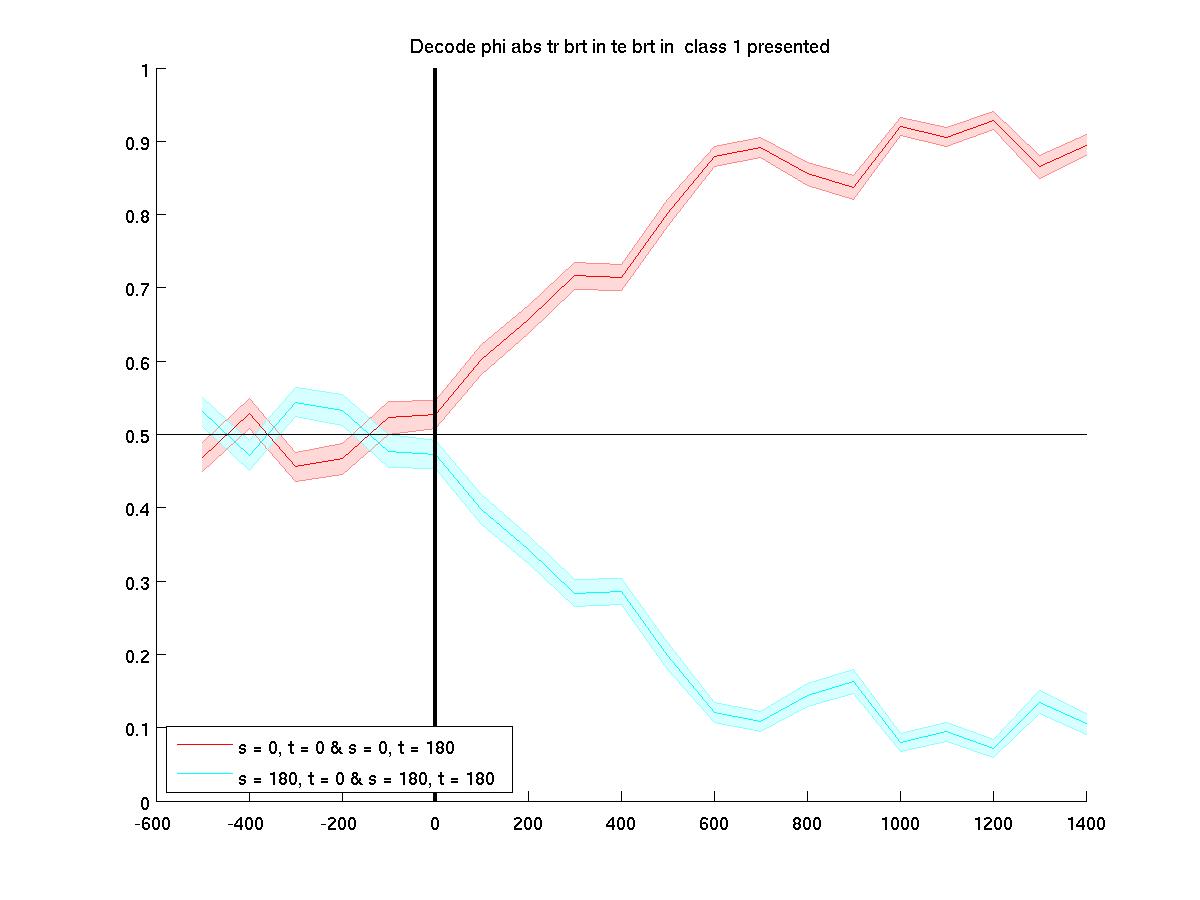 Decode phi abs tr brt in te brt in  class 1 presented
1
0.9
0.8
0.7
0.6
0.5
0.4
0.3
0.2
0.1
0
s = 0, t = 0 & s = 0, t = 180
s = 180, t = 0 & s = 180, t = 180
-600 -400 -200 0 200 400 600 800 1000 1200 1400